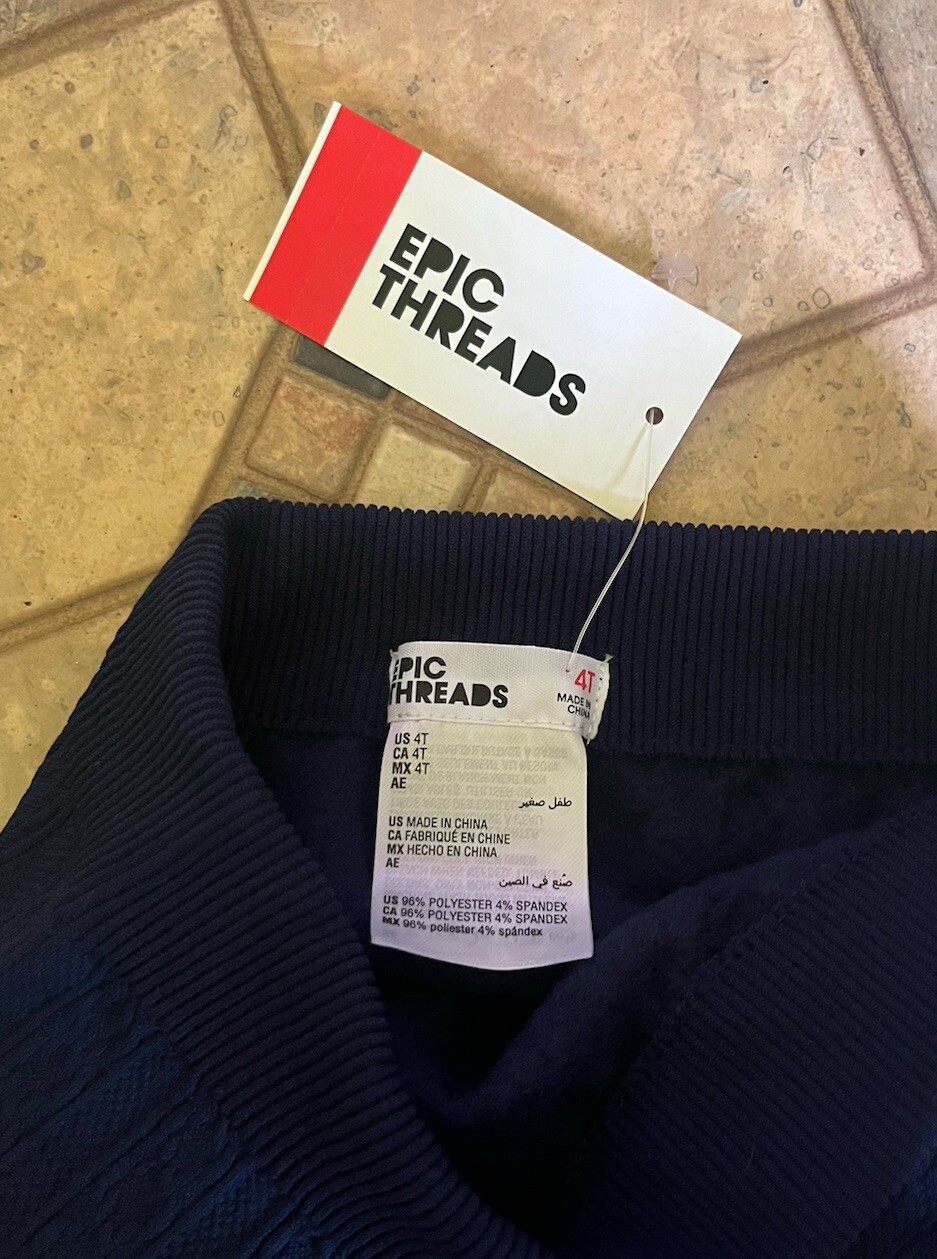 EPIC
THREADS
EPIC
THREADS
4T
MADE IN
CHINA
US 4T
CA 4T
MX 4T
AE
طفل صغير
US MADE IN CHINA
CA FABRIQUÉ EN CHINE
MX HECHO EN CHINA
AE
صُنع في الصين
US 96% POLYESTER 4% SPANDEX
CA 96% POLYESTER 4% SPANDEX
MX 96% poliester 4% spándex